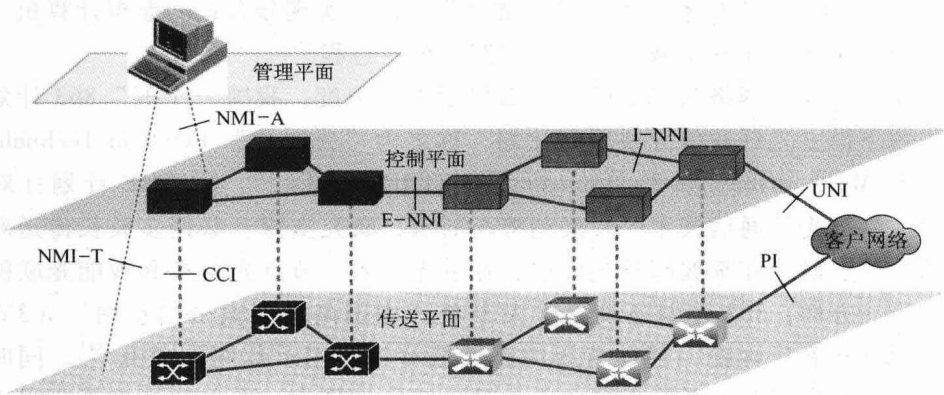 管理平面
NMI-A
I-NNI
控制平面
UNI
E-NNI
客户网络
NMI-T
CCI
PI
传送平面